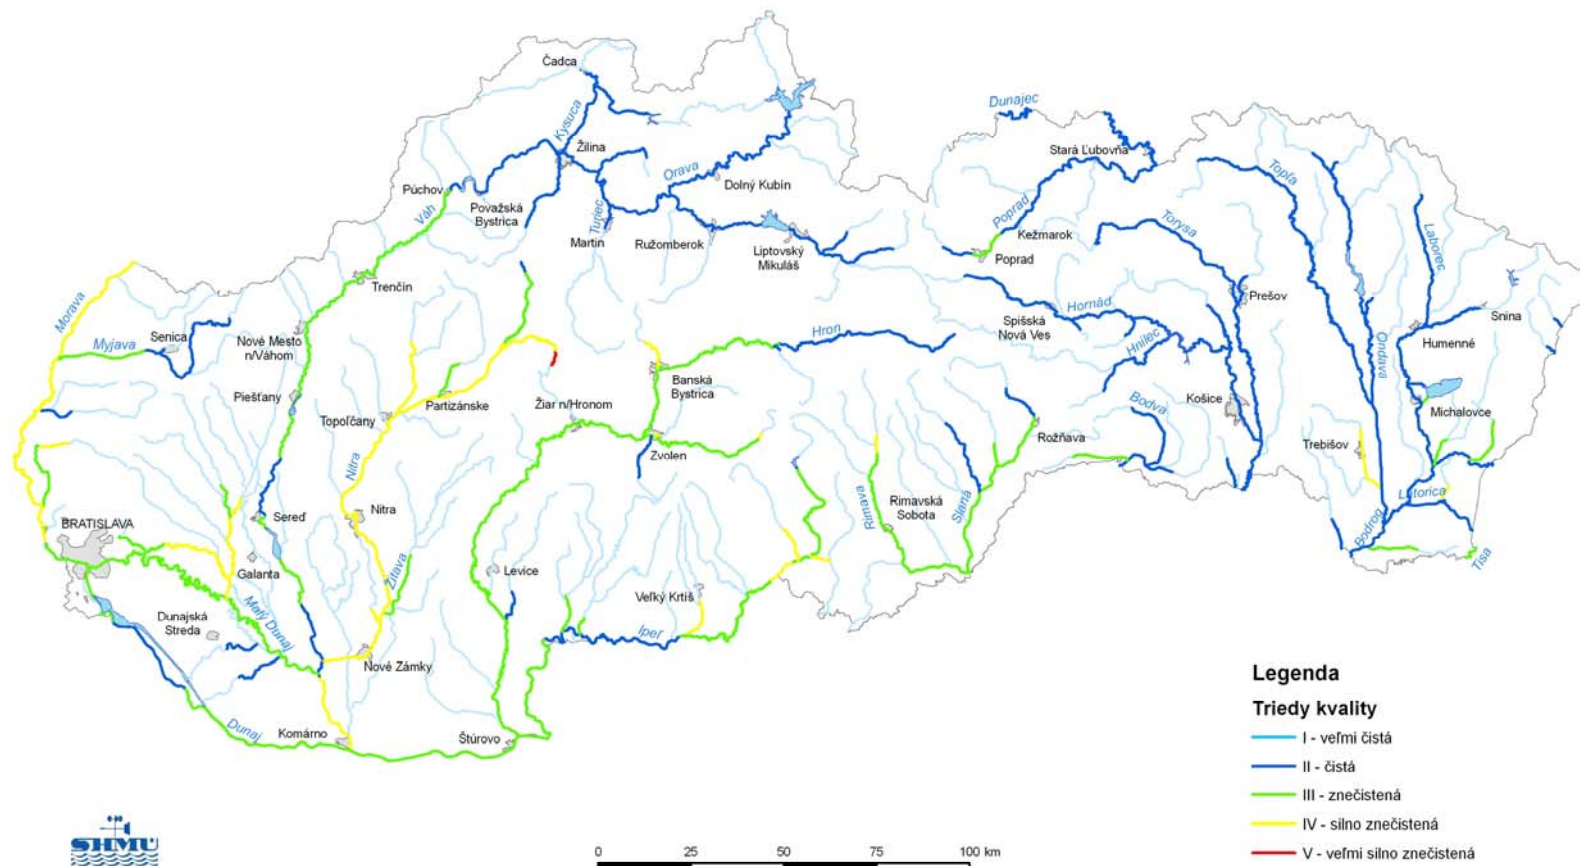 Čadca
Dunajec
Kysuca
Žilina
Stará Ľubovňa
Topľa
Orava
Dolný Kubín
Púchov
Váh
Považská
Bystrica
Turiec
Martin
Ružomberok
Liptovský
Mikuláš
Poprad
Kežmarok
Poprad
Torysa
Laborec
Trenčín
Morava
Senica
Myjava
Nové Mesto
n/Váhom
Hron
Spišská
Nová Ves
Hornád
Prešov
Hnilec
Ondava
Snina
Humenné
Piešťany
Topoľčany
Partizánske
Žiar n/Hronom
Banská
Bystrica
Zvolen
Bodva
Košice
Michalovce
Rožňava
Trebišov
Nitra
Nitra
Rimava
Rimavská
Sobota
Slaná
Latorica
Bodrog
Tisa
BRATISLAVA
Sereď
Galanta
Žitava
Levice
Veľký Krtíš
Malý Dunaj
Dunajská
Streda
Ipeľ
Nové Zámky
Dunaj
Komárno
Štúrovo
Legenda
Triedy kvality
I - veľmi čistá
II - čistá
III - znečistená
IV - silno znečistená
V - veľmi silno znečistená
SHMÚ
0 25 50 75 100 km